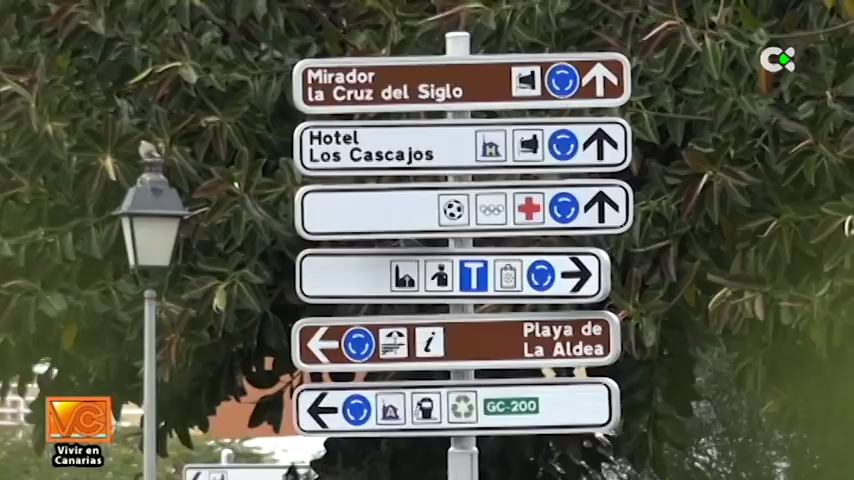 Mirador
la Cruz del Siglo
Hotel
Los Cascajos
H
T
i
Playa de
La Aldea
A
GC-200
VC
Vivir en
Canarias